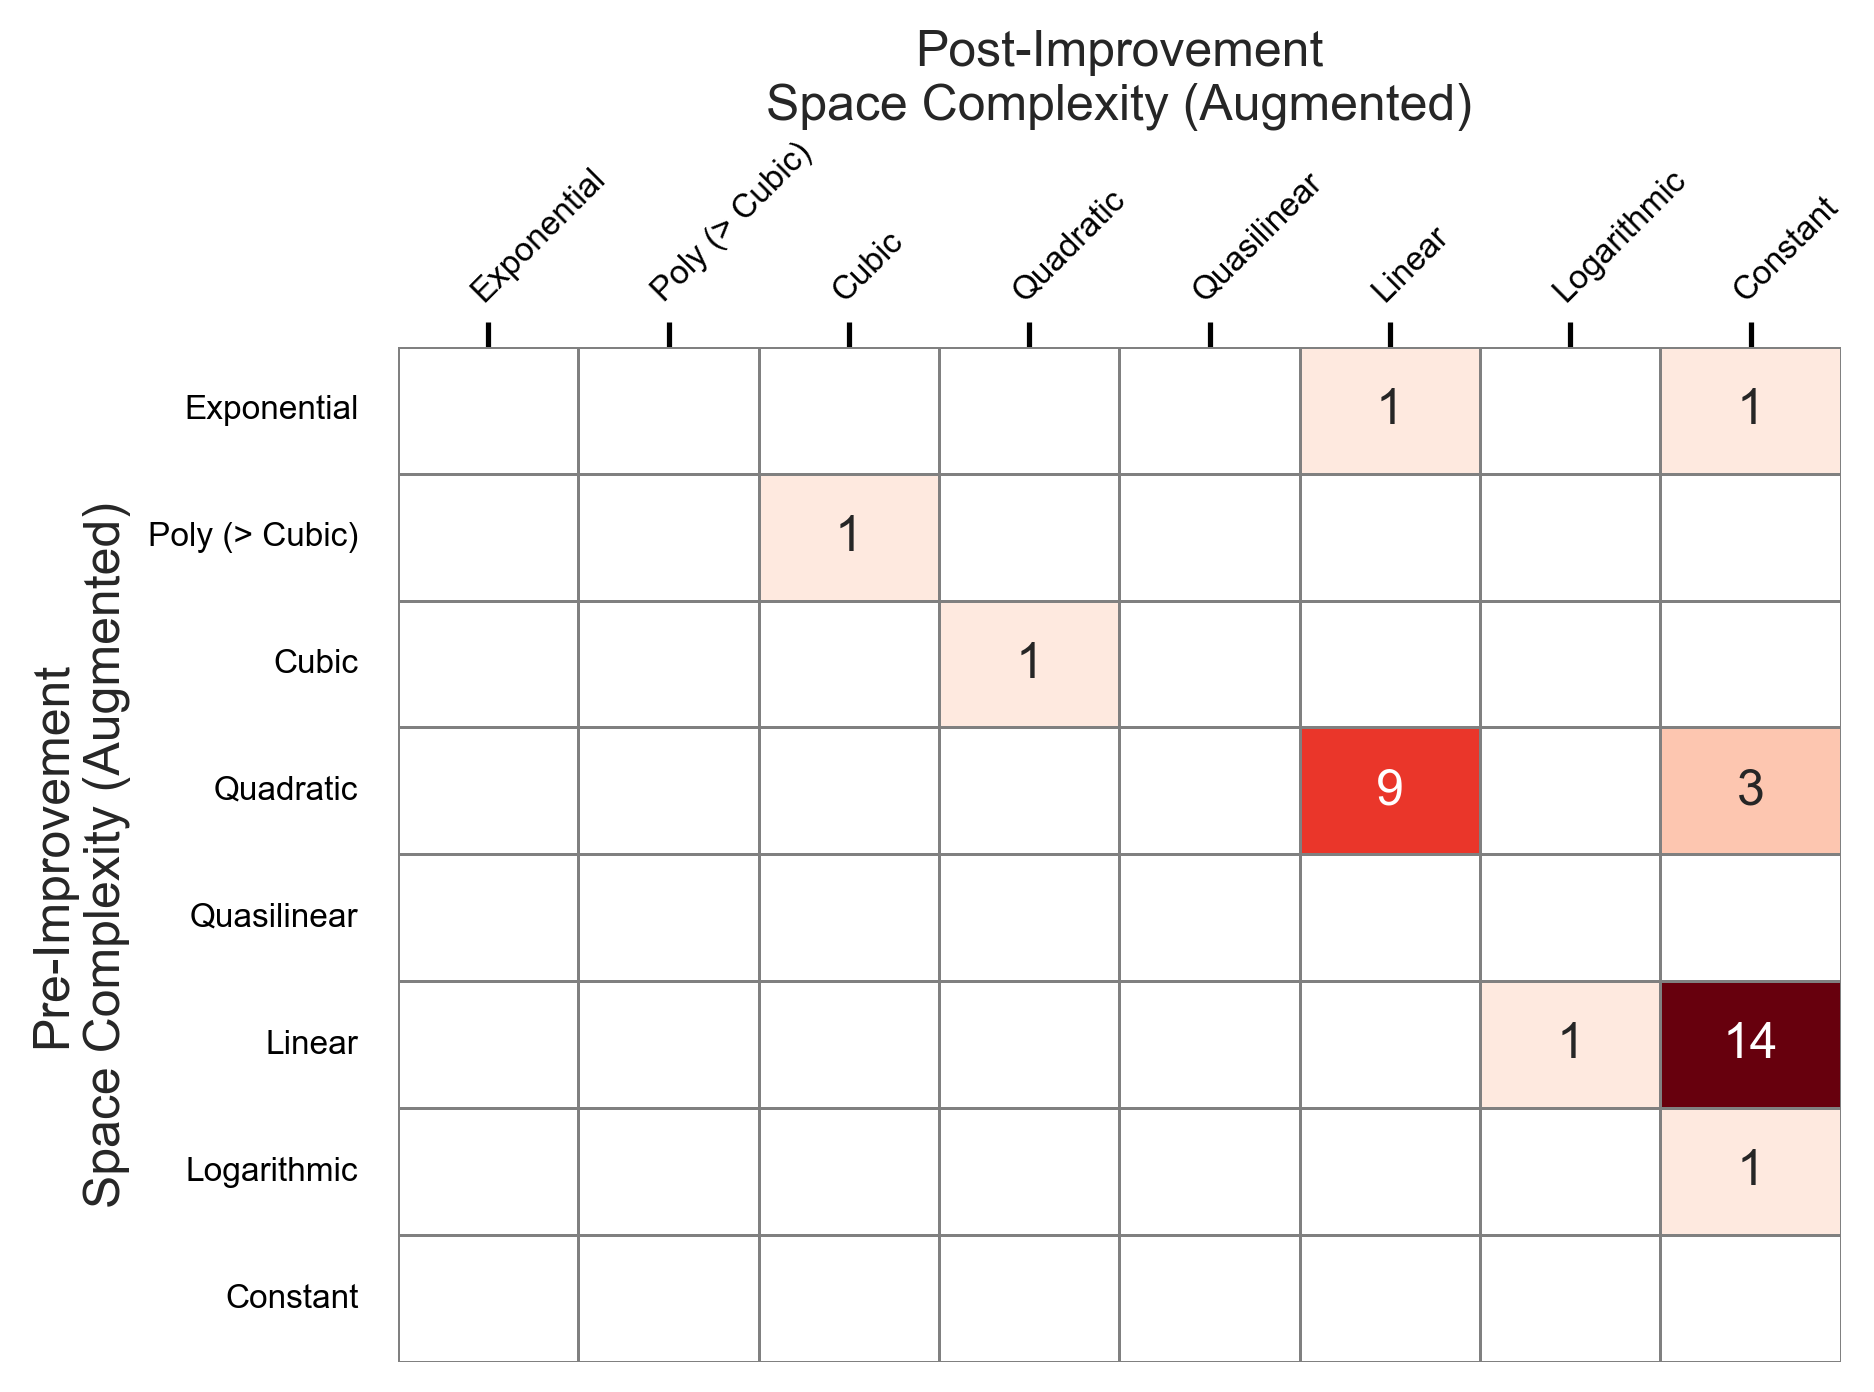 Post-Improvement
Space Complexity (Augmented)
Exponential
Poly (> Cubic)
Cubic
Quadratic
Quasilinear
Linear
Logarithmic
Constant
Pre-Improvement
Space Complexity (Augmented)
Exponential 1 1
Poly (> Cubic) 1
Cubic 1
Quadratic 9 3
Quasilinear
Linear 1 14
Logarithmic 1
Constant